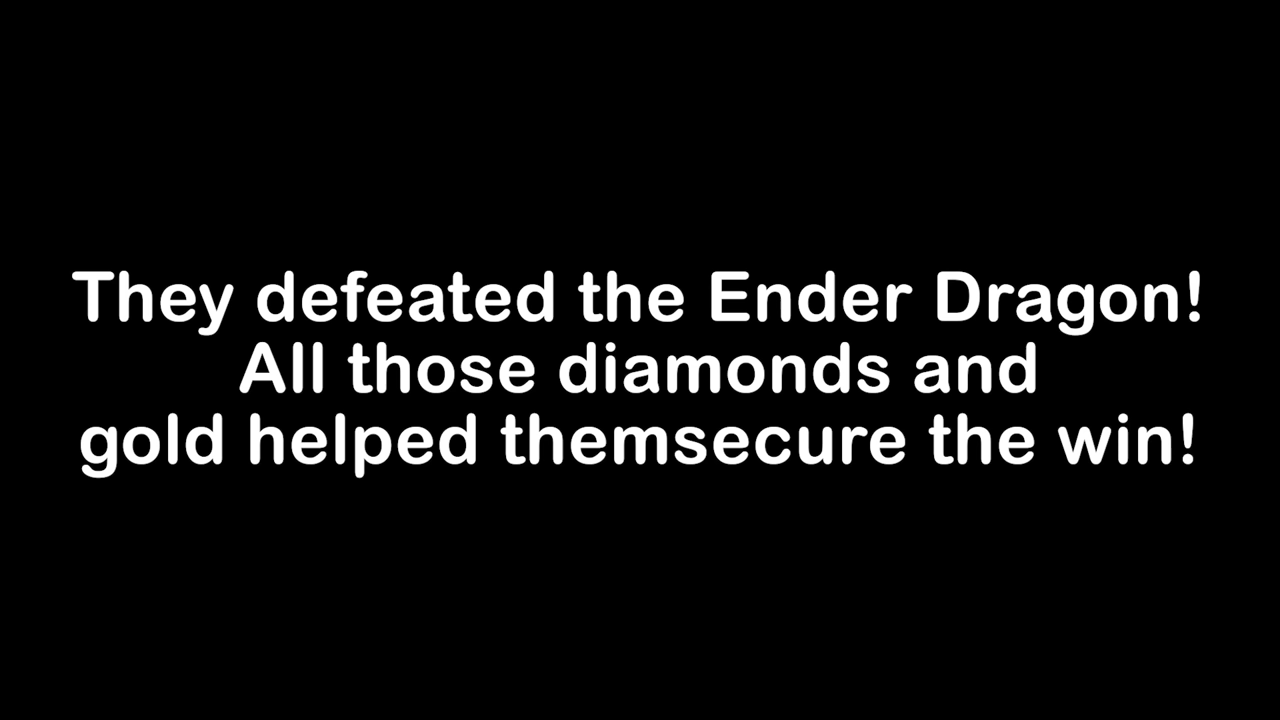 They defeated the Ender Dragon!
All those diamonds and
gold helped themsecure the win!